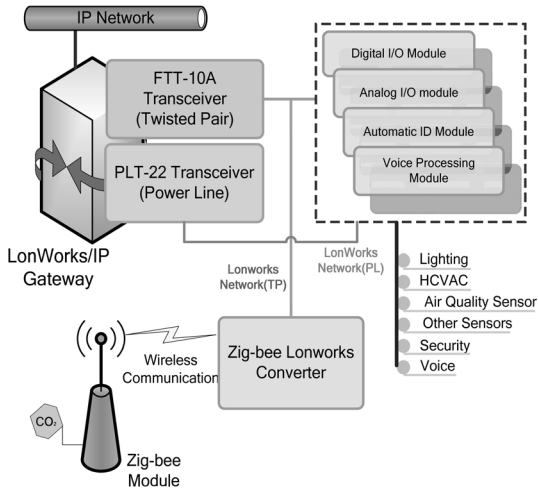 IP Network
FTT-10A
Transceiver
(Twisted Pair)
PLT-22 Transceiver
(Power Line)
LonWorks/IP
Gateway
Digital I/O Module
Analog I/O module
Automatic ID Module
Voice Processing
Module
Lonworks
Network(TP)
LonWorks
Network(PL)
Lighting
HCVAC
Air Quality Sensor
Other Sensors
Security
Voice
Wireless
Communication
Zig-bee Lonworks
Converter
CO₂
Zig-bee
Module